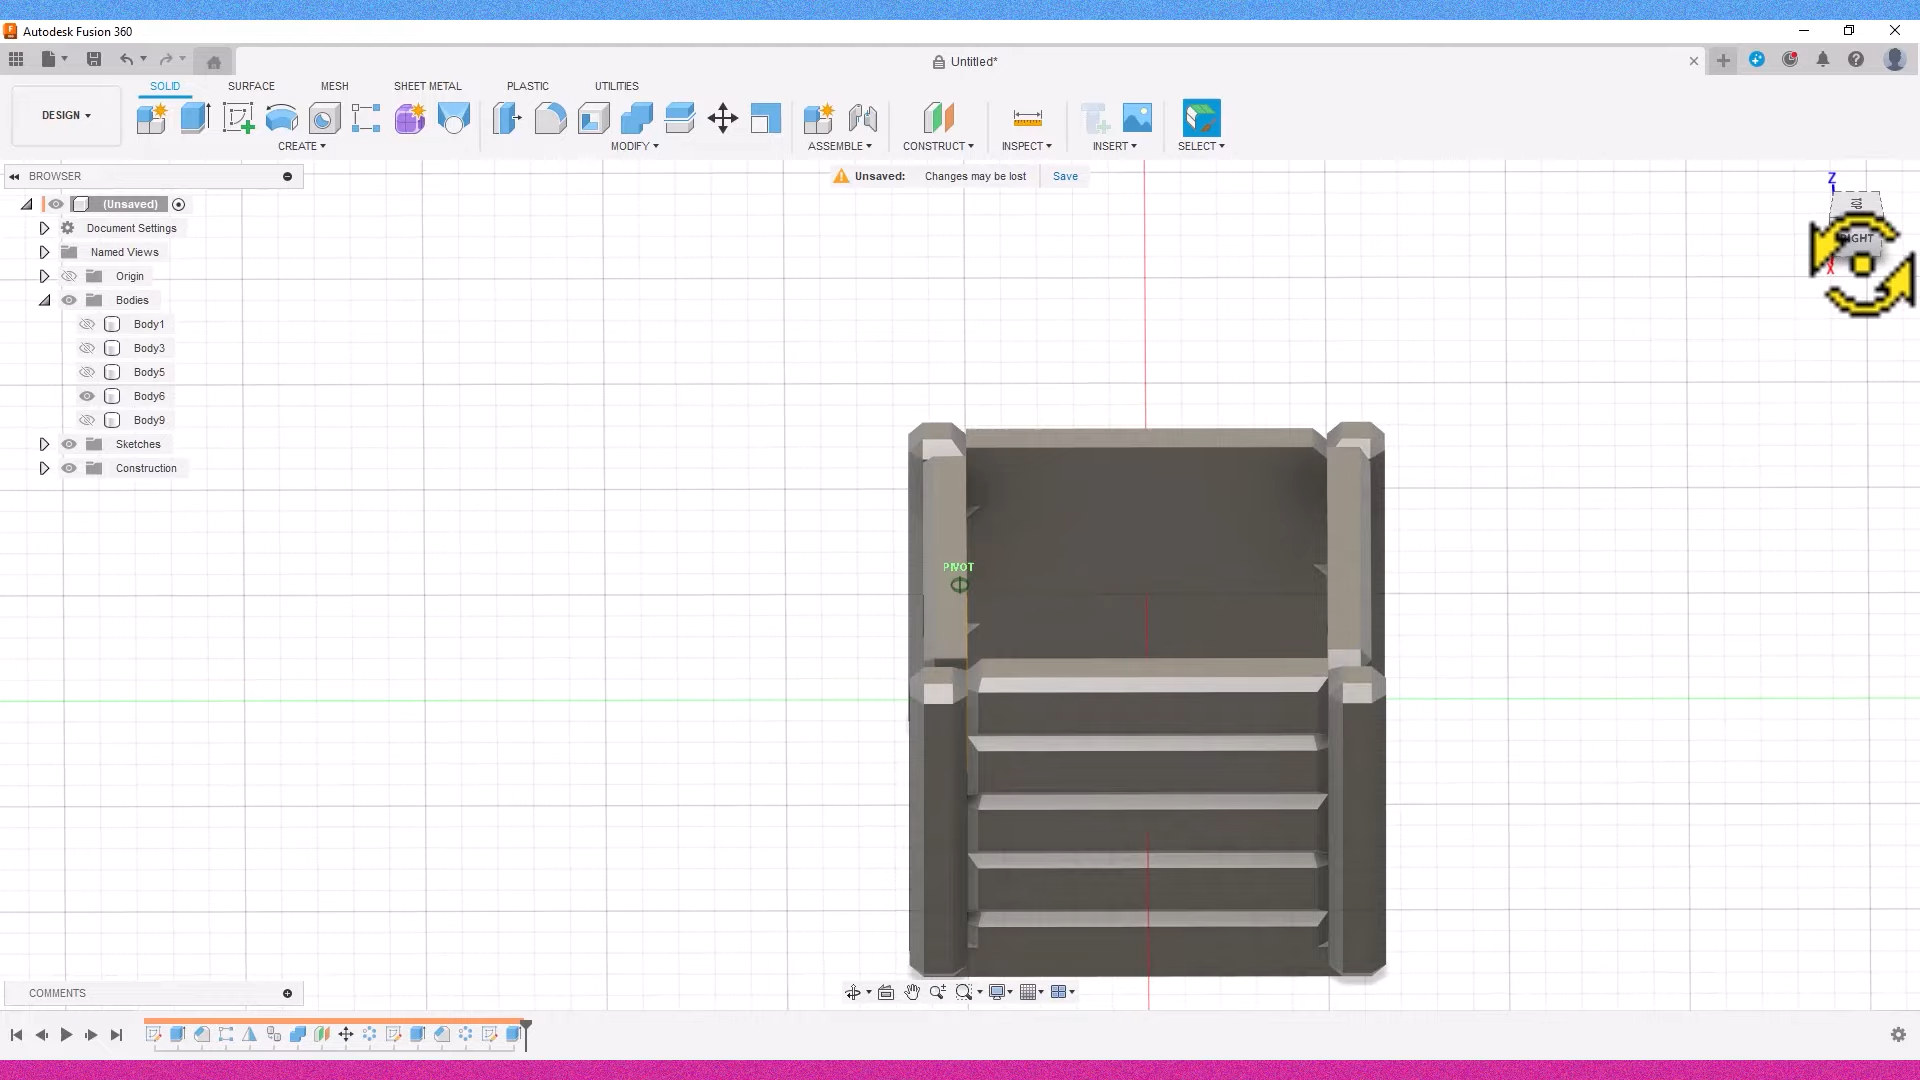 Autodesk Fusion 360
Untitled*
DESIGN
SOLID
SURFACE
MESH
SHEET METAL
PLASTIC
UTILITIES
CREATE
MODIFY
ASSEMBLE
CONSTRUCT
INSPECT
INSERT
SELECT
BROWSER
Unsaved: Changes may be lost Save
(Unsaved)
Document Settings
Named Views
Origin
Bodies
Body1
Body3
Body5
Body6
Body9
Sketches
Construction
Z
TOP
RIGHT
X
PIVOT
COMMENTS